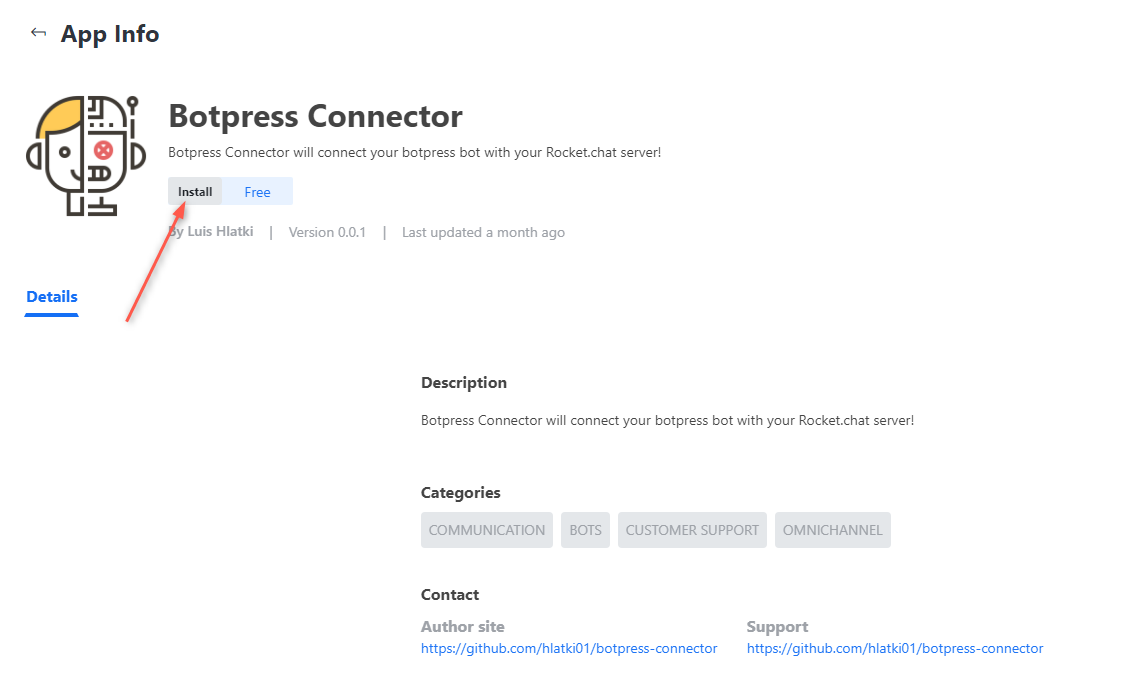 App Info
Botpress Connector
Botpress Connector will connect your botpress bot with your Rocket.chat server!
Install Free
By Luis Hlatki | Version 0.0.1 | Last updated a month ago
Details
Description
Botpress Connector will connect your botpress bot with your Rocket.chat server!
Categories
COMMUNICATION BOTS CUSTOMER SUPPORT OMNICHANNEL
Contact
Author site Support
https://github.com/hlatki01/botpress-connector https://github.com/hlatki01/botpress-connector